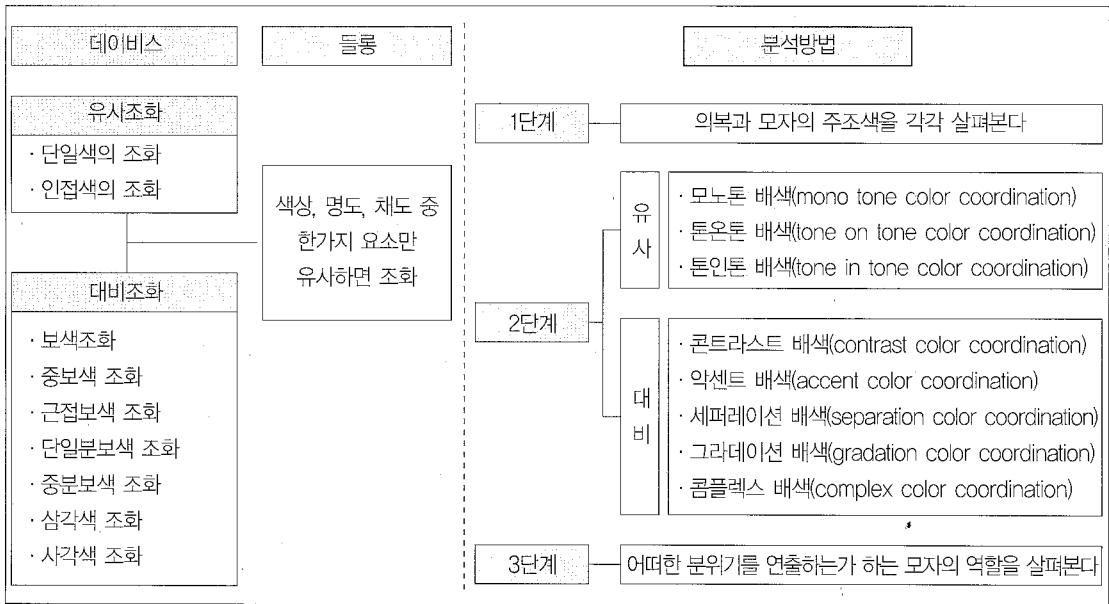 데이비스
들롱
분석방법
유사조화
· 단일색의 조화
· 인접색의 조화
색상, 명도, 채도 중
한가지 요소만
유사하면 조화
대비조화
· 보색조화
· 중보색 조화
· 근접보색 조화
· 단일분보색 조화
· 중분보색 조화
· 삼각색 조화
· 사각색 조화
1단계
의복과 모자의 주조색을 각각 살펴본다
2단계
유사
· 모노톤 배색(mono tone color coordination)
· 톤온톤 배색(tone on tone color coordination)
· 톤인톤 배색(tone in tone color coordination)
대비
· 콘트라스트 배색(contrast color coordination)
· 악센트 배색(accent color coordination)
· 세퍼레이션 배색(separation color coordination)
· 그라데이션 배색(gradation color coordination)
· 콤플렉스 배색(complex color coordination)
3단계
어떠한 분위기를 연출하는가 하는 모자의 역할을 살펴본다